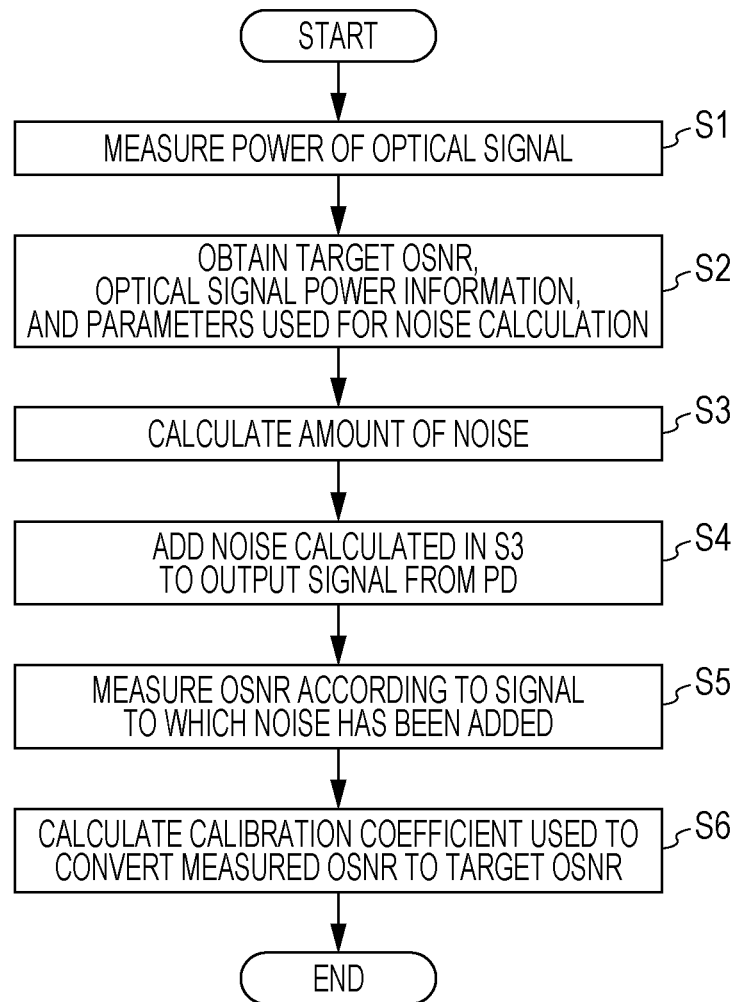 START
MEASURE POWER OF OPTICAL SIGNAL
S1
OBTAIN TARGET OSNR,
OPTICAL SIGNAL POWER INFORMATION,
AND PARAMETERS USED FOR NOISE CALCULATION
S2
CALCULATE AMOUNT OF NOISE
S3
ADD NOISE CALCULATED IN S3
TO OUTPUT SIGNAL FROM PD
S4
MEASURE OSNR ACCORDING TO SIGNAL
TO WHICH NOISE HAS BEEN ADDED
S5
CALCULATE CALIBRATION COEFFICIENT USED TO
CONVERT MEASURED OSNR TO TARGET OSNR
S6
END